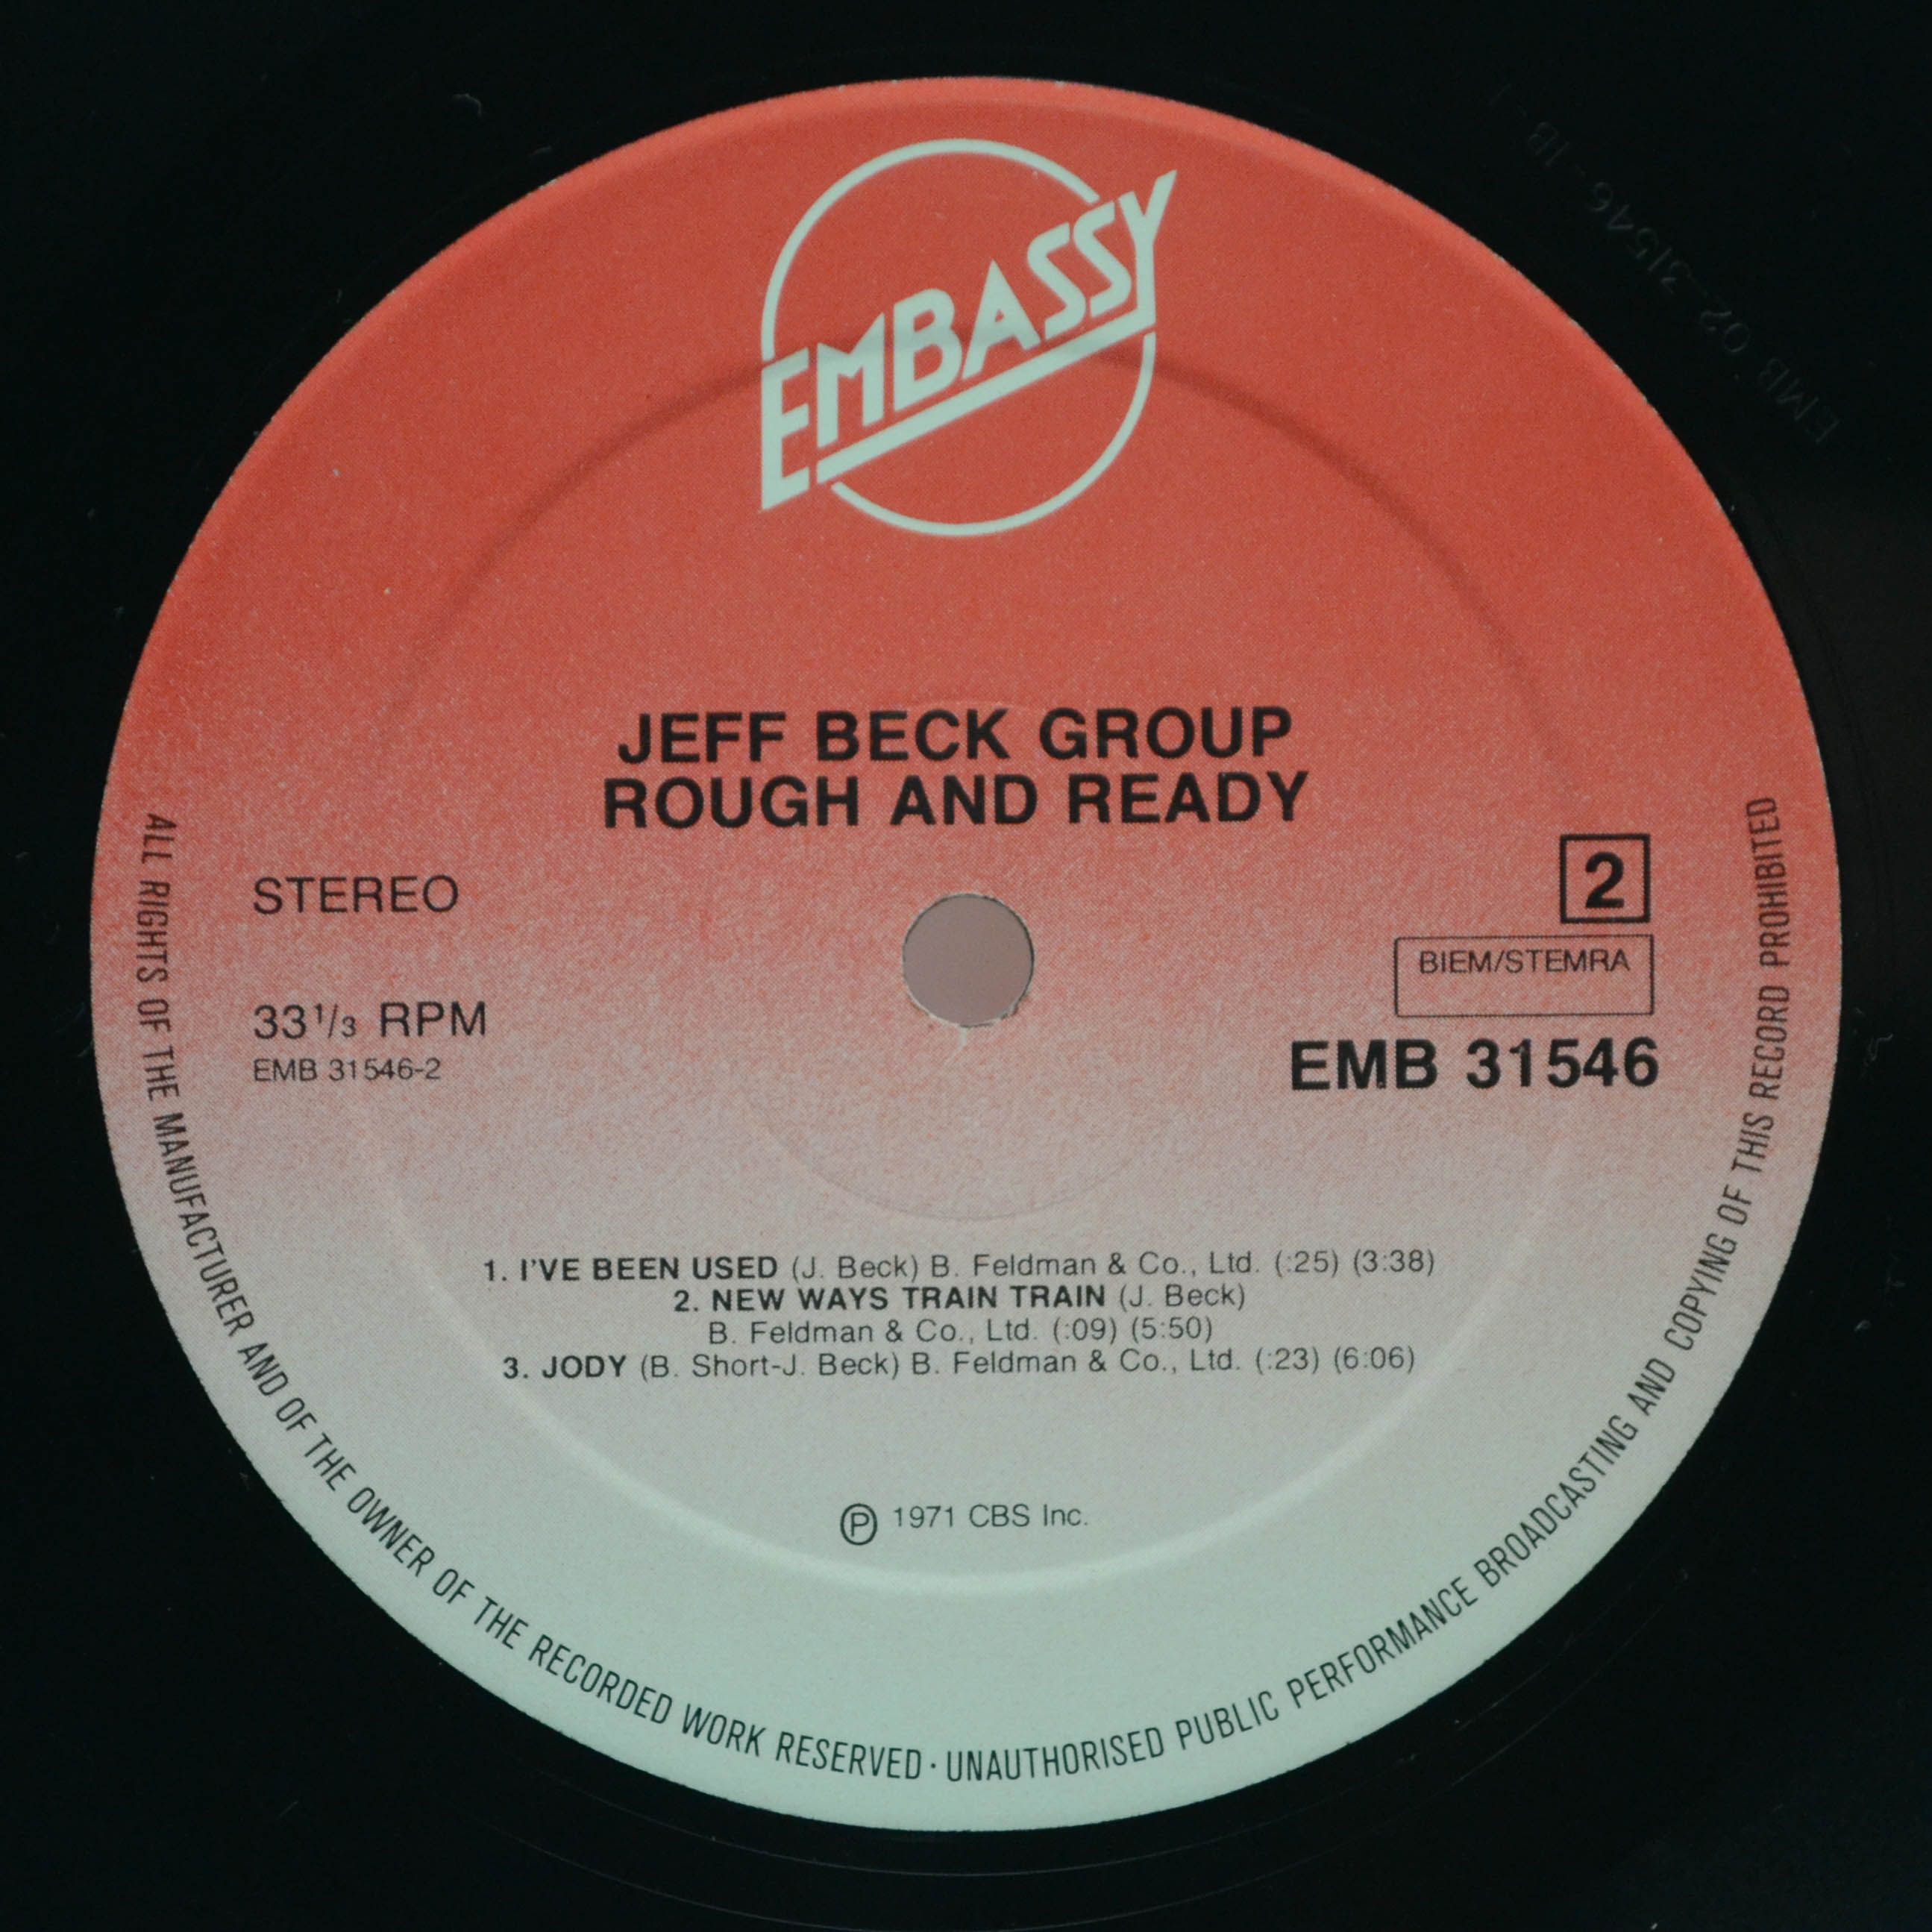 EMBASSY
JEFF BECK GROUP
ROUGH AND READY
STEREO
2
BIEM/STEMRA
33 1/3 RPM
EMB 31546
EMB 31546-2
1. I'VE BEEN USED (J. Beck) B. Feldman & Co., Ltd. (:25) (3:38)
2. NEW WAYS TRAIN TRAIN (J. Beck)
B. Feldman & Co., Ltd. (:09) (5:50)
3. JODY (B. Short-J. Beck) B. Feldman & Co., Ltd. (:23) (6:06)
Ⓟ 1971 CBS Inc.
ALL RIGHTS OF THE MANUFACTURER AND OF THE OWNER OF THE RECORDED WORK RESERVED · UNAUTHORISED PUBLIC PERFORMANCE BROADCASTING AND COPYING OF THIS RECORD PROHIBITED